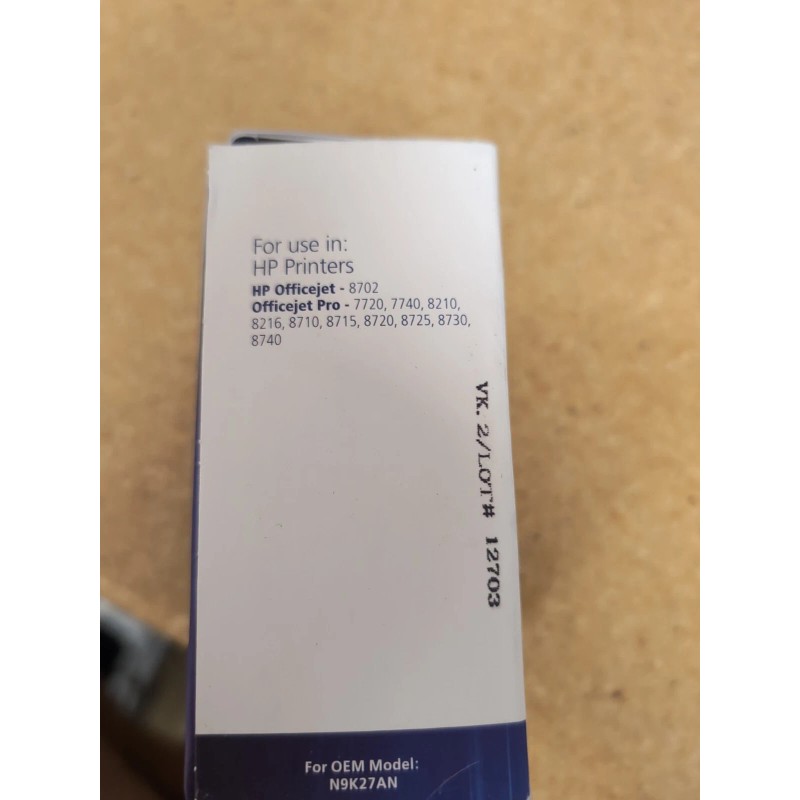 For use in:
HP Printers
HP Officejet - 8702
Officejet Pro - 7720, 7740, 8210,
8216, 8710, 8715, 8720, 8725, 8730,
8740
VK. 2/LOT# 12703
For OEM Model:
N9K27AN